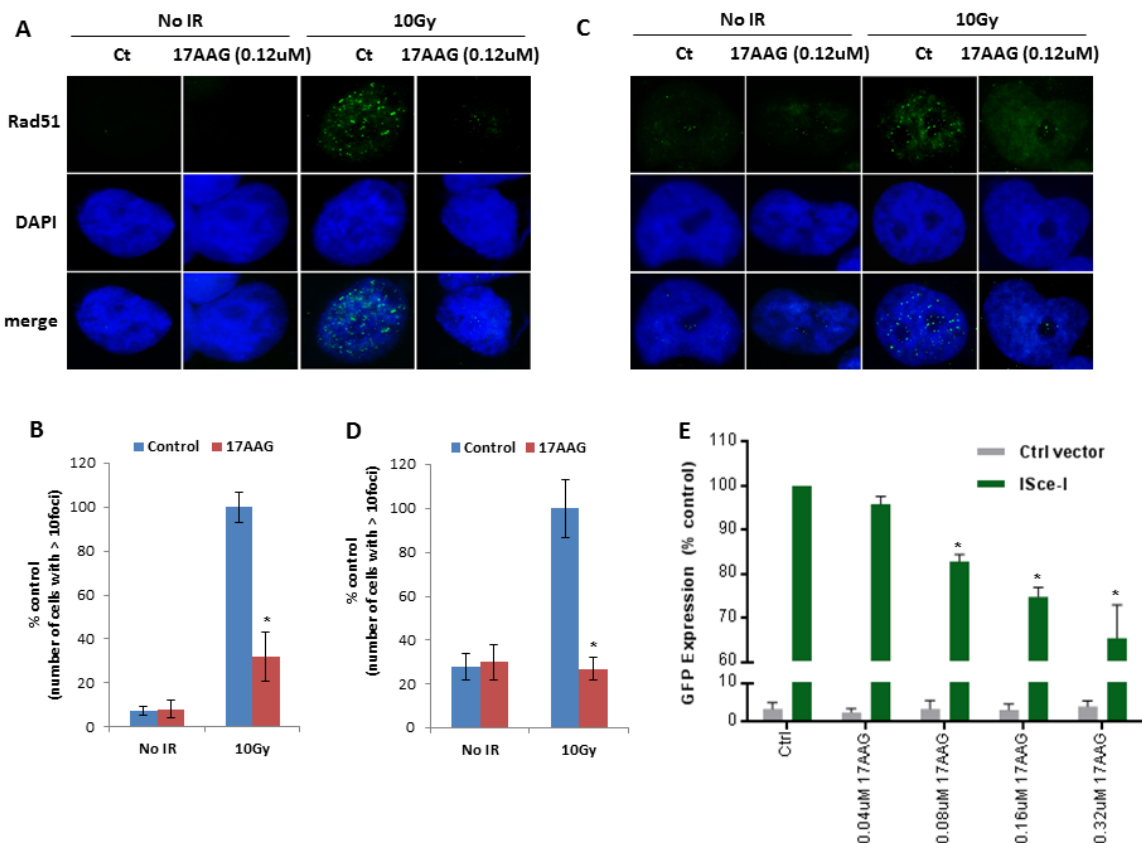 A
No IR
10Gy
Ct
17AAG (0.12uM)
Ct
17AAG (0.12uM)
Rad51
DAPI
merge
C
No IR
10Gy
Ct
17AAG (0.12uM)
Ct
17AAG (0.12uM)
B
Control
17AAG
% control
(number of cells with > 10foci)
120
100
80
60
40
20
0
*
No IR
10Gy
D
Control
17AAG
% control
(number of cells with > 10foci)
120
100
80
60
40
20
0
*
No IR
10Gy
E
Ctrl vector
ISce-I
GFP Expression (% control)
110
100
90
80
70
60
10
0
*
*
*
Ctrl
0.04uM 17AAG
0.08uM 17AAG
0.16uM 17AAG
0.32uM 17AAG